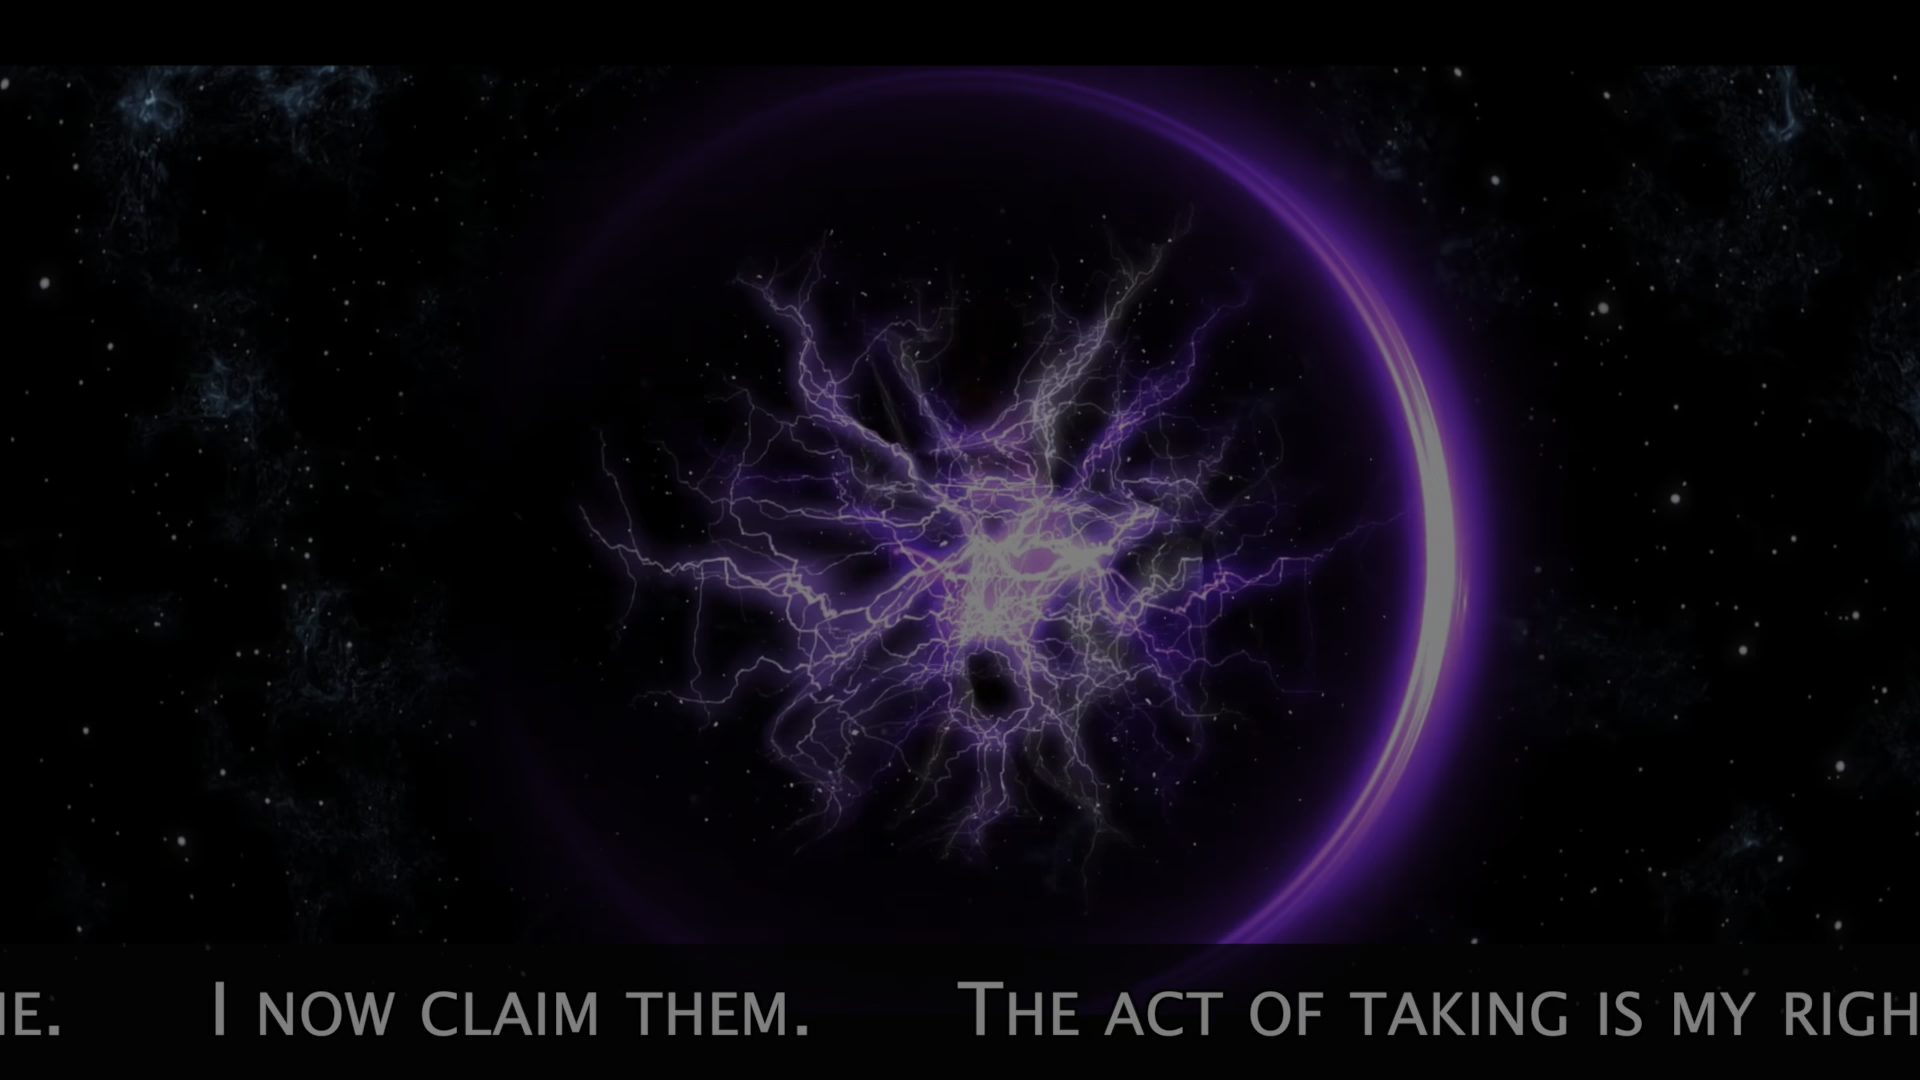 I NOW CLAIM THEM. THE ACT OF TAKING IS MY